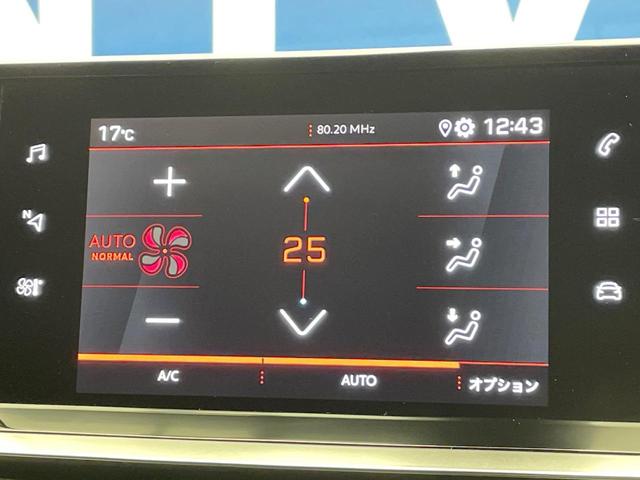 17°C
80.20 MHz
12:43
N
AUTO
NORMAL
25
A/C
AUTO
オプション